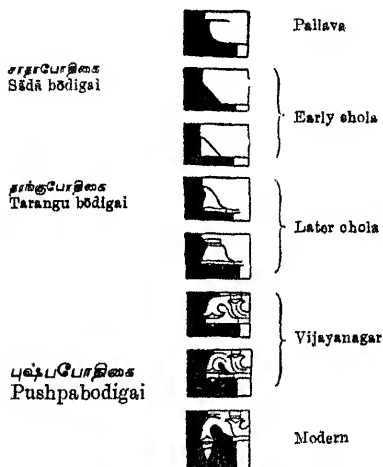 Pallava
சாதாபோதிகை
Sādā bōdigai
Early chola
தரங்குபோதிகை
Tarangu bōdigai
Later chola
Vijayanagar
புஷ்பபோதிகை
Pushpabodigai
Modern